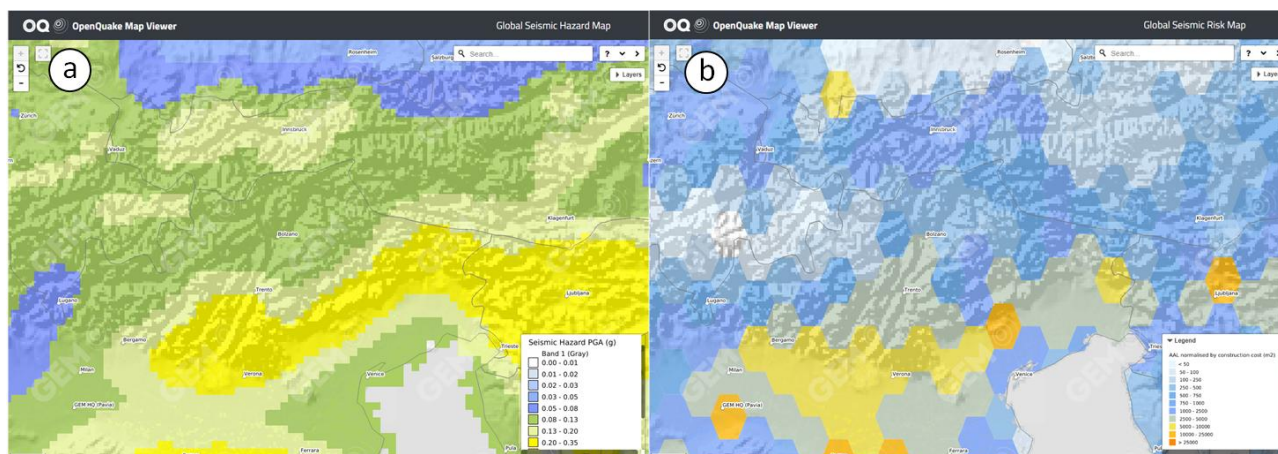 OQ OpenQuake Map Viewer
Global Seismic Hazard Map
a
Search...
?
Layers
Rosenheim
Salzburg
Zürich
Innsbruck
Vaduz
Klagenfurt
Bolzano
Trento
Ljubljana
Lugano
Bergamo
Trieste
Milan
Verona
Venice
GEM HQ (Pavia)
Ferrara
Pula
Seismic Hazard PGA (g)
Band 1 (Gray)
0.00 - 0.01
0.01 - 0.02
0.02 - 0.03
0.03 - 0.05
0.05 - 0.08
0.08 - 0.13
0.13 - 0.20
0.20 - 0.35
OQ OpenQuake Map Viewer
Global Seismic Risk Map
b
Search...
?
Laye
Rosenheim
Salzburg
Zürich
Innsbruck
Vaduz
Klagenfurt
Bolzano
Trento
Ljubljana
Lugano
Bergamo
Trieste
Milan
Verona
Venice
GEM HQ (Pavia)
Ferrara
Legend
AAL normalised by construction cost (m2)
< 50
50 - 100
100 - 250
250 - 500
500 - 750
750 - 1000
1000 - 2500
2500 - 5000
5000 - 10000
10000 - 25000
> 25000